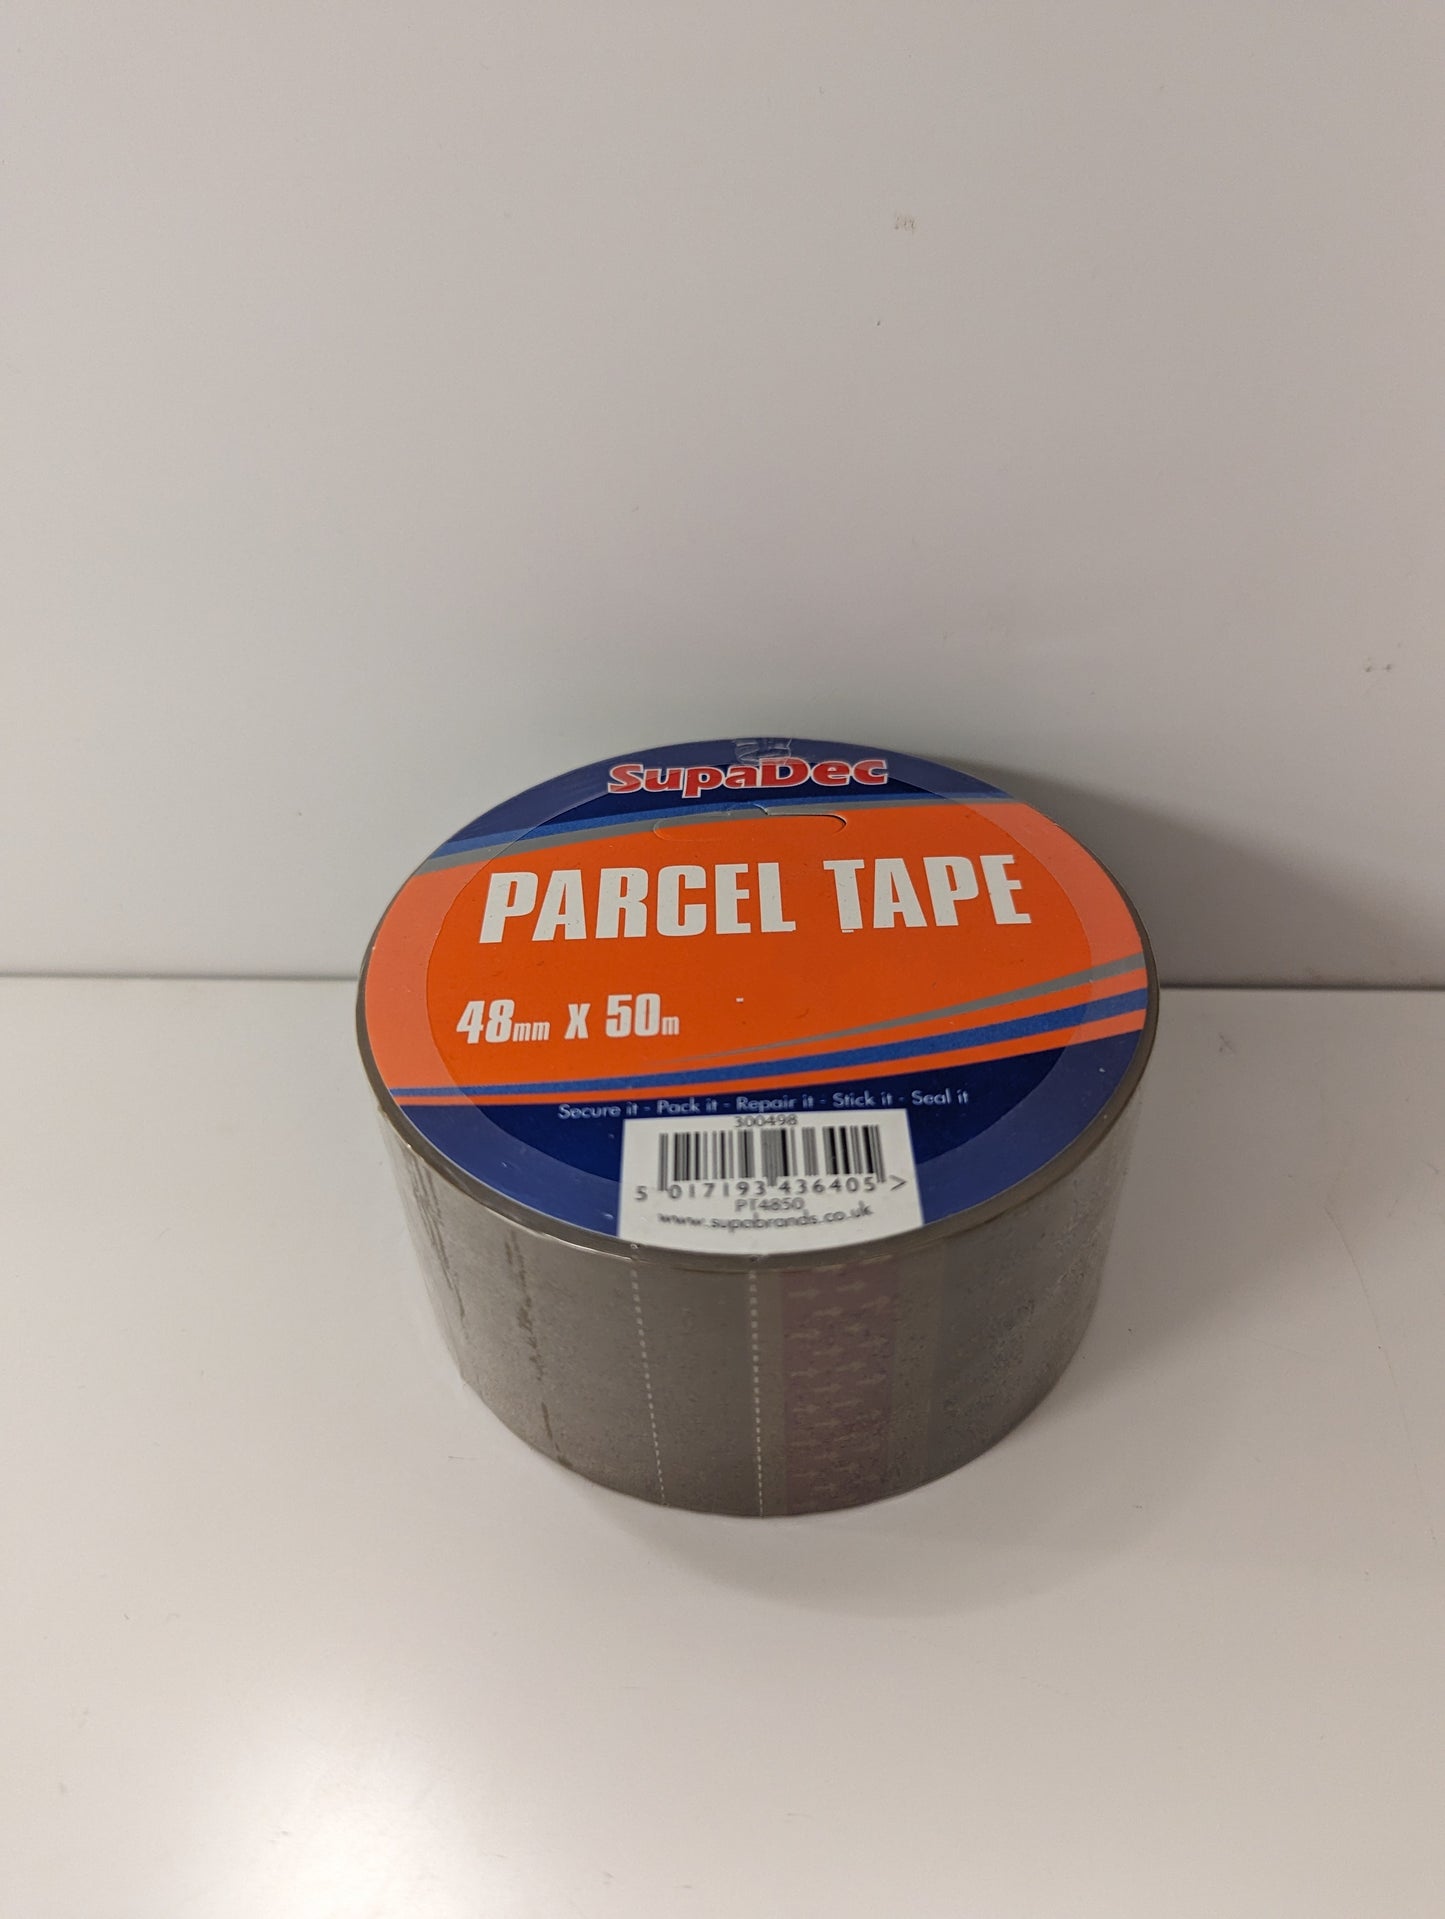 SupaDec
PARCEL TAPE
48mm x 50m
Secure it - Pack it - Repair it - Stick it - Seal it
300498
5 017193 436405 >
PT4850
www.supabrands.co.uk